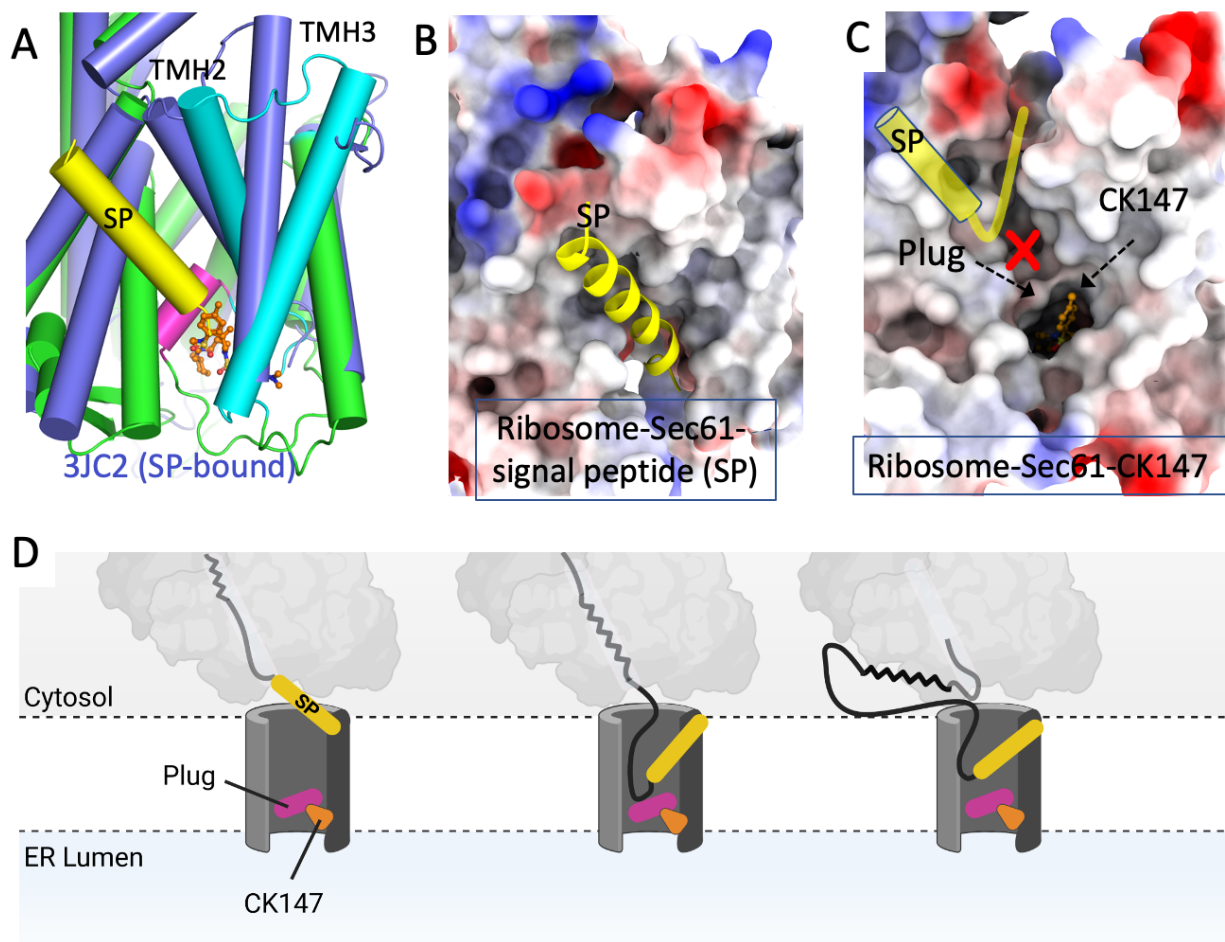 A
TMH3
TMH2
SP
3JC2 (SP-bound)
B
SP
Ribosome-Sec61-
signal peptide (SP)
C
SP
CK147
Plug
Ribosome-Sec61-CK147
D
SP
Cytosol
Plug
ER Lumen
CK147